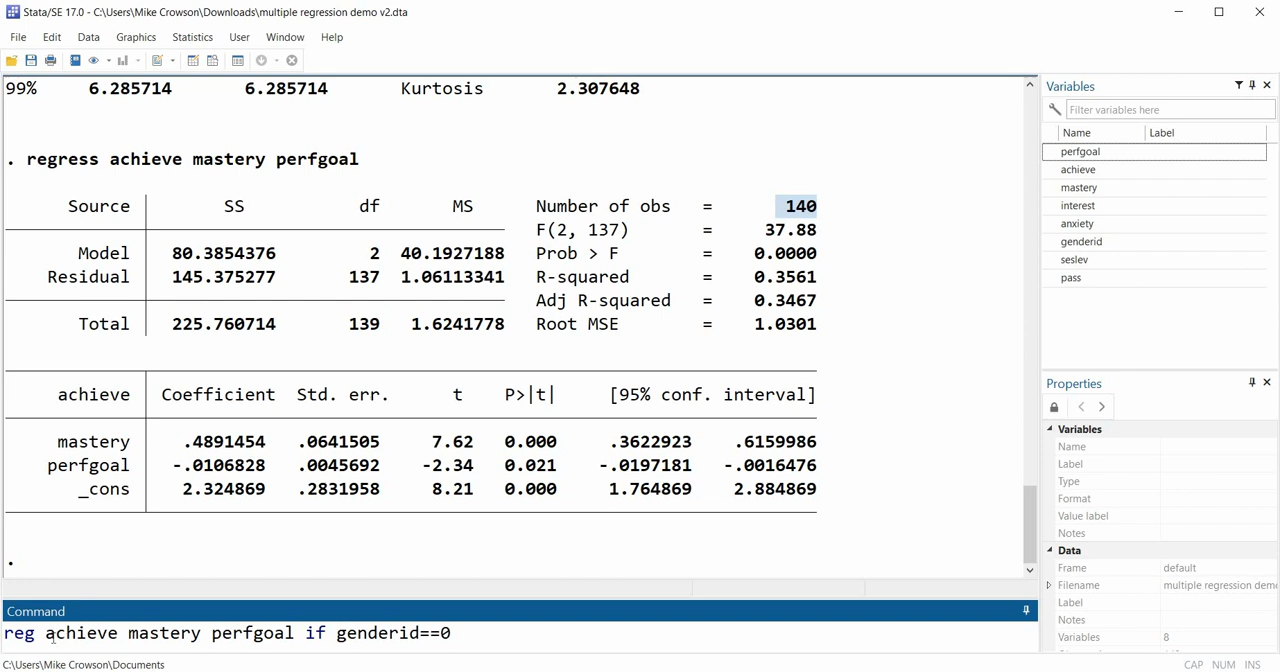 Stata/SE 17.0 - C:\Users\Mike Crowson\Downloads\multiple regression demo v2.dta
File Edit Data Graphics Statistics User Window Help
99% 6.285714 6.285714 Kurtosis 2.307648
. regress achieve mastery perfgoal
Source SS df MS Number of obs = 140
F(2, 137) = 37.88
Model 80.3854376 2 40.1927188 Prob > F = 0.0000
Residual 145.375277 137 1.06113341 R-squared = 0.3561
Adj R-squared = 0.3467
Total 225.760714 139 1.6241778 Root MSE = 1.0301
achieve Coefficient Std. err. t P>|t| [95% conf. interval]
mastery .4891454 .0641505 7.62 0.000 .3622923 .6159986
perfgoal -.0106828 .0045692 -2.34 0.021 -.0197181 -.0016476
_cons 2.324869 .2831958 8.21 0.000 1.764869 2.884869
.
Command
reg achieve mastery perfgoal if genderid==0
Variables
Filter variables here
Name Label
perfgoal
achieve
mastery
interest
anxiety
genderid
seslev
pass
Properties
Variables
Name
Label
Type
Format
Value label
Notes
Data
Frame default
Filename multiple regression demo
Label
Notes
Variables 8
C:\Users\Mike Crowson\Documents
CAP NUM INS